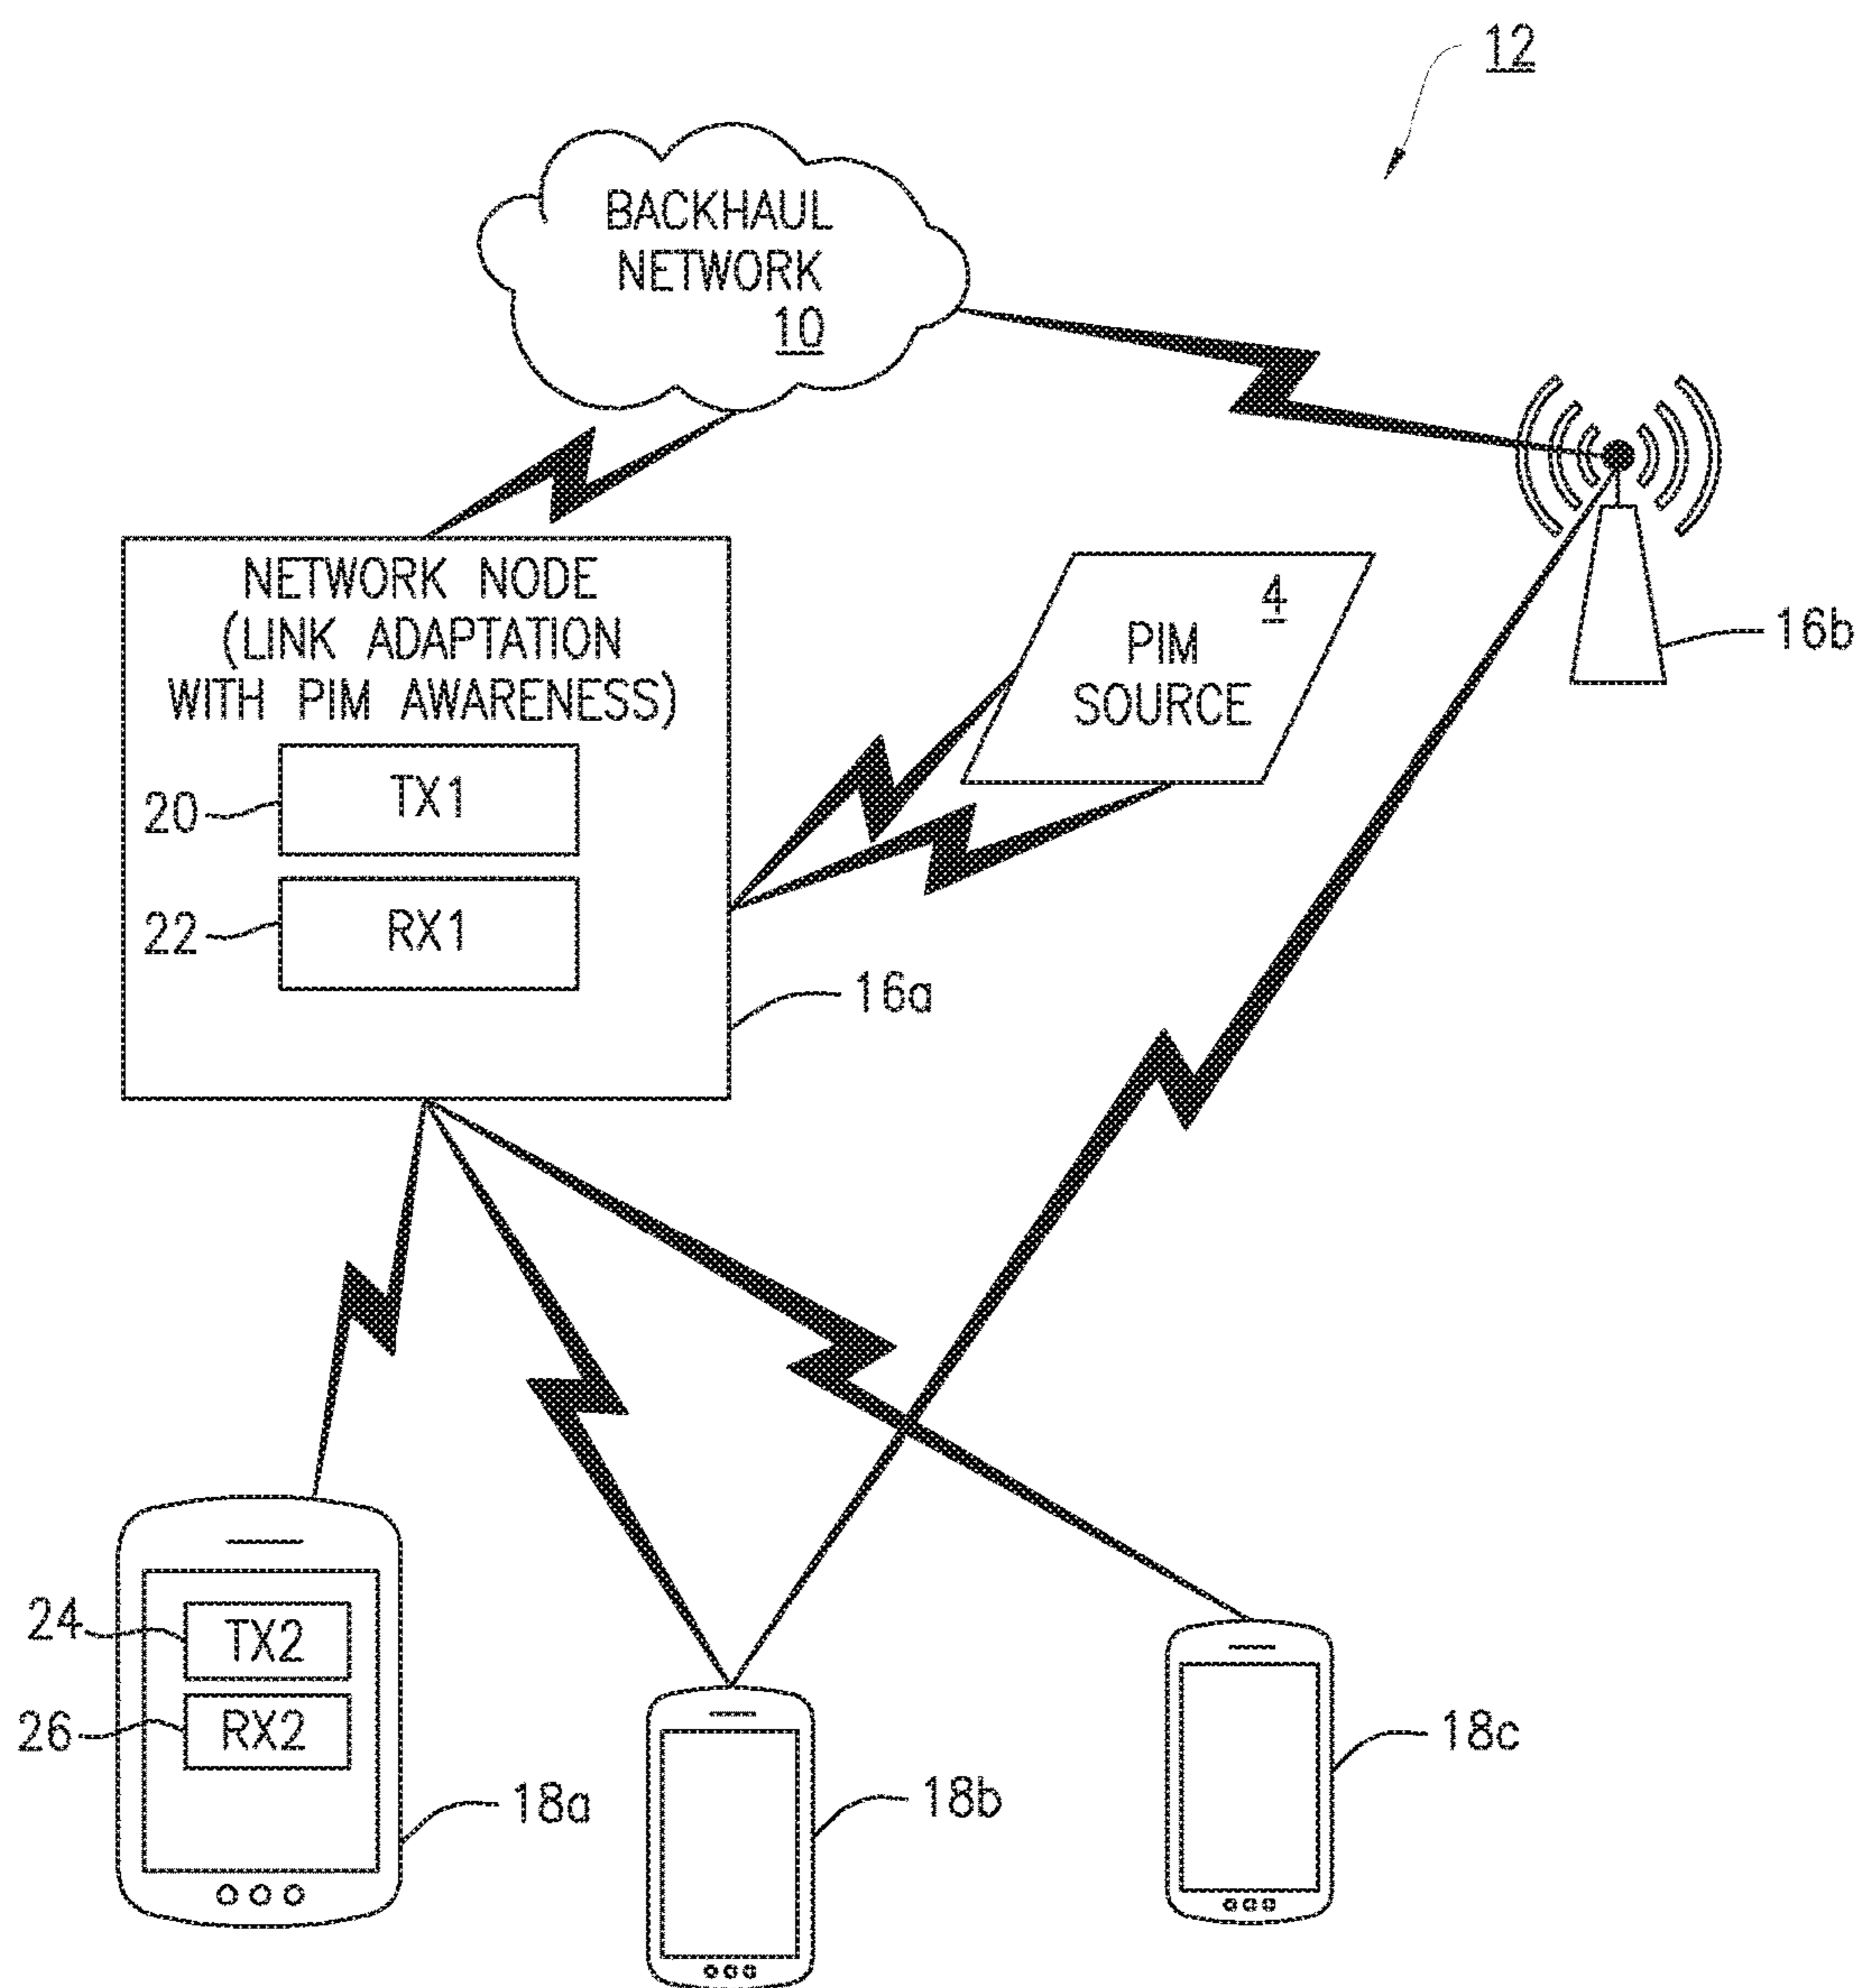 12
BACKHAUL
NETWORK
10
NETWORK NODE
(LINK ADAPTATION
WITH PIM AWARENESS)
4
PIM
SOURCE
16b
20
TX1
22
RX1
16a
24
TX2
26
RX2
18a
18b
18c